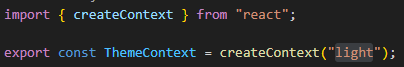 import { createContext } from "react";
export const ThemeContext = createContext("light");